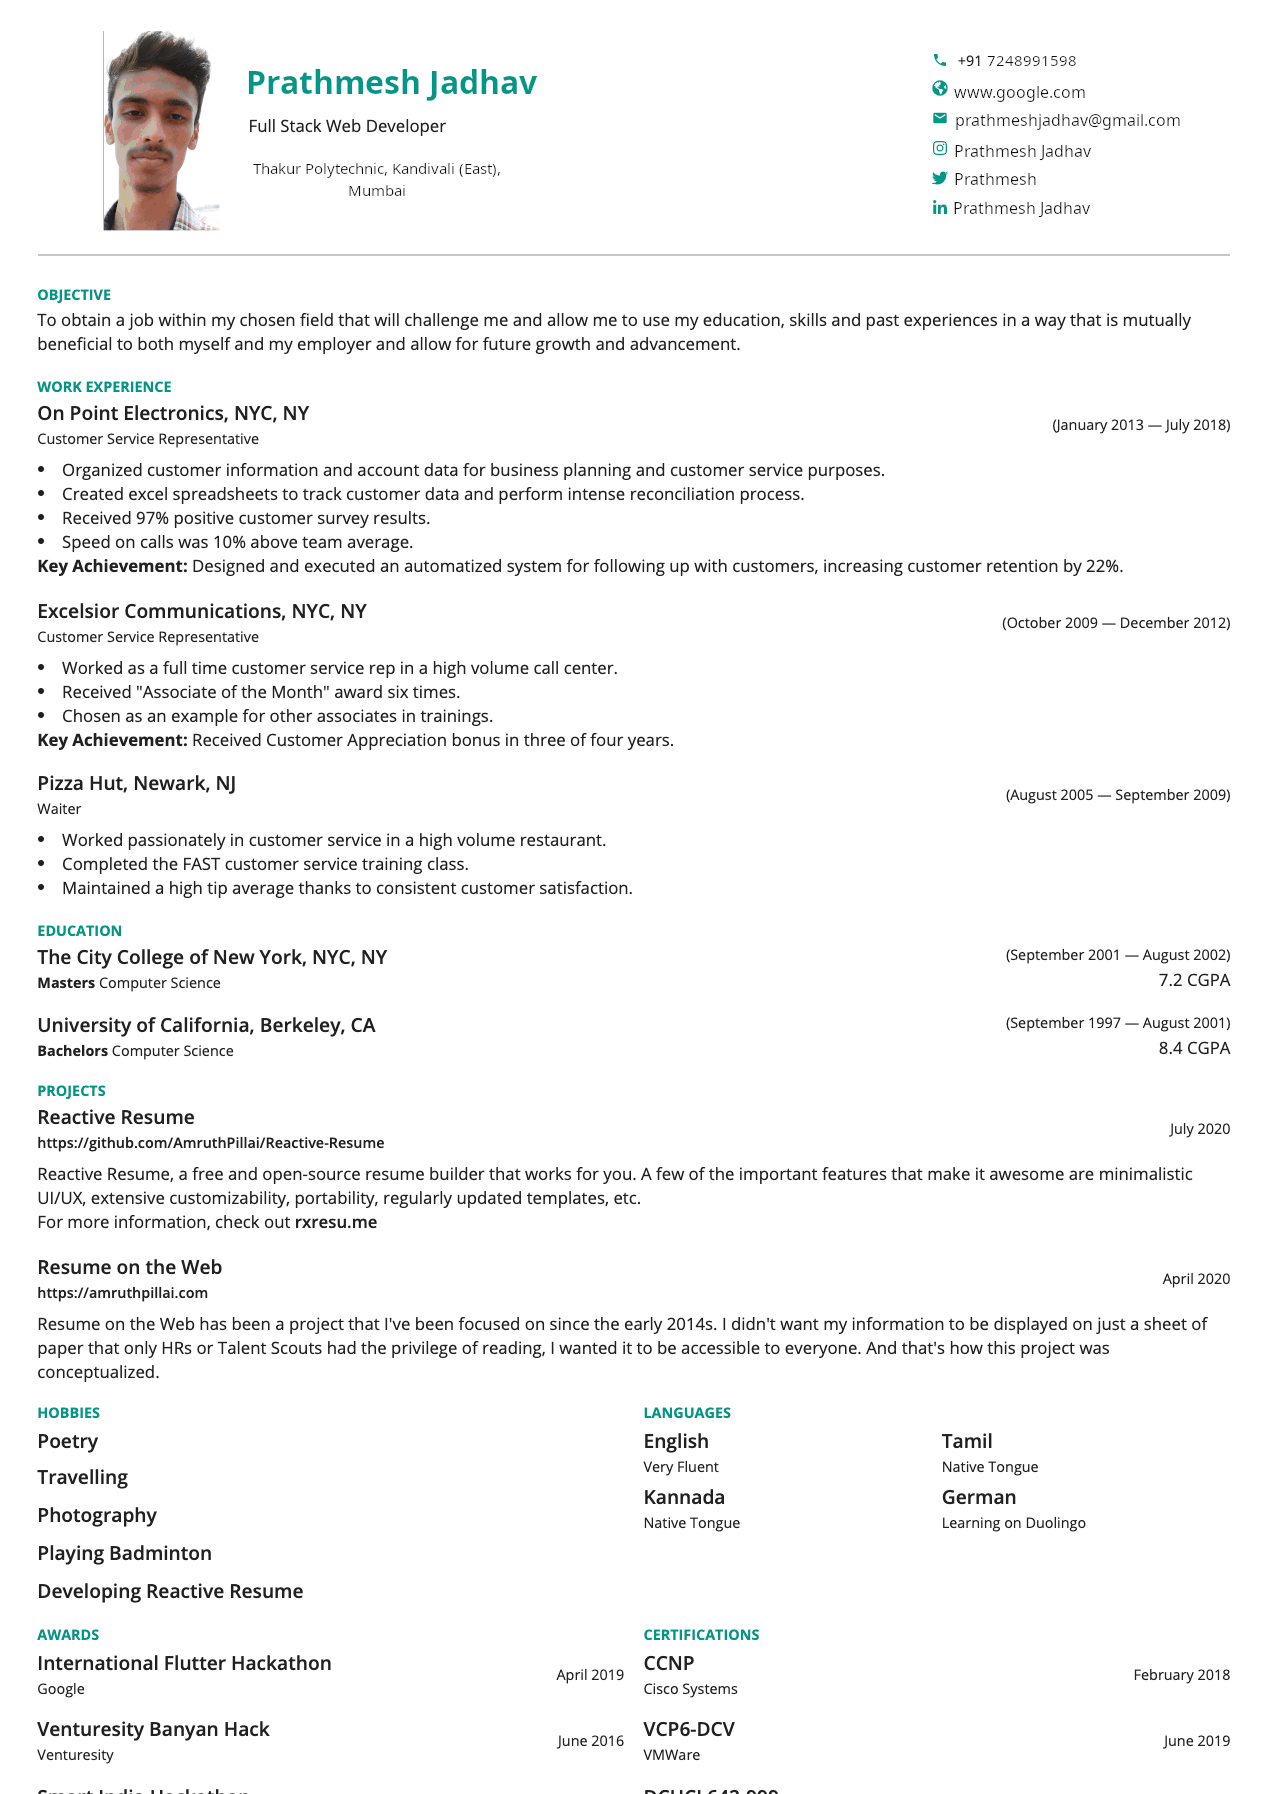 Prathmesh Jadhav
Full Stack Web Developer
Thakur Polytechnic, Kandivali (East),
Mumbai
+91 7248991598
www.google.com
prathmeshjadhav@gmail.com
Prathmesh Jadhav
Prathmesh
Prathmesh Jadhav
OBJECTIVE
To obtain a job within my chosen field that will challenge me and allow me to use my education, skills and past experiences in a way that is mutually
beneficial to both myself and my employer and allow for future growth and advancement.
WORK EXPERIENCE
On Point Electronics, NYC, NY
(January 2013 — July 2018)
Customer Service Representative
• Organized customer information and account data for business planning and customer service purposes.
• Created excel spreadsheets to track customer data and perform intense reconciliation process.
• Received 97% positive customer survey results.
• Speed on calls was 10% above team average.
Key Achievement: Designed and executed an automatized system for following up with customers, increasing customer retention by 22%.
Excelsior Communications, NYC, NY
(October 2009 — December 2012)
Customer Service Representative
• Worked as a full time customer service rep in a high volume call center.
• Received "Associate of the Month" award six times.
• Chosen as an example for other associates in trainings.
Key Achievement: Received Customer Appreciation bonus in three of four years.
Pizza Hut, Newark, NJ
(August 2005 — September 2009)
Waiter
• Worked passionately in customer service in a high volume restaurant.
• Completed the FAST customer service training class.
• Maintained a high tip average thanks to consistent customer satisfaction.
EDUCATION
The City College of New York, NYC, NY
(September 2001 — August 2002)
Masters Computer Science
7.2 CGPA
University of California, Berkeley, CA
(September 1997 — August 2001)
Bachelors Computer Science
8.4 CGPA
PROJECTS
Reactive Resume
July 2020
https://github.com/AmruthPillai/Reactive-Resume
Reactive Resume, a free and open-source resume builder that works for you. A few of the important features that make it awesome are minimalistic
UI/UX, extensive customizability, portability, regularly updated templates, etc.
For more information, check out rxresu.me
Resume on the Web
April 2020
https://amruthpillai.com
Resume on the Web has been a project that I've been focused on since the early 2014s. I didn't want my information to be displayed on just a sheet of
paper that only HRs or Talent Scouts had the privilege of reading, I wanted it to be accessible to everyone. And that's how this project was
conceptualized.
HOBBIES
Poetry
Travelling
Photography
Playing Badminton
Developing Reactive Resume
LANGUAGES
English
Very Fluent
Tamil
Native Tongue
Kannada
Native Tongue
German
Learning on Duolingo
AWARDS
International Flutter Hackathon
April 2019
Google
Venturesity Banyan Hack
June 2016
Venturesity
CERTIFICATIONS
CCNP
February 2018
Cisco Systems
VCP6-DCV
June 2019
VMWare